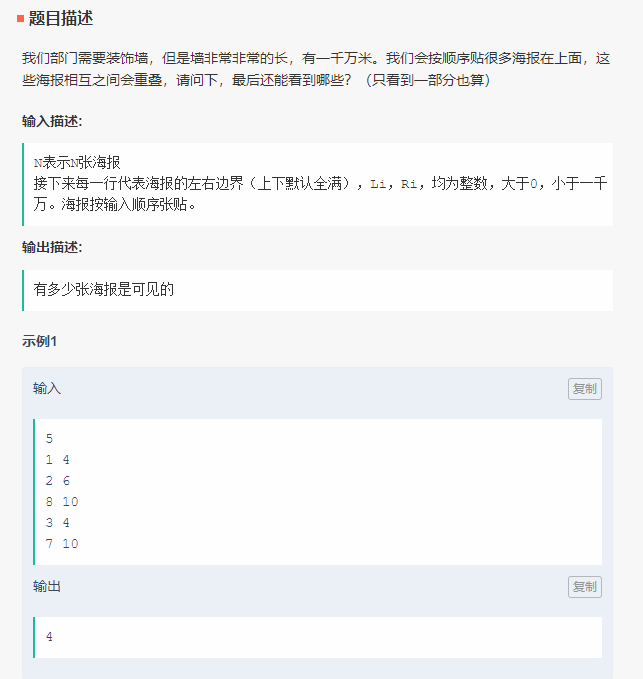 题目描述
我们部门需要装饰墙，但是墙非常非常的长，有一千万米。我们会按顺序贴很多海报在上面，这
些海报相互之间会重叠，请问下，最后还能看到哪些？（只看到一部分也算）
输入描述:
N表示N张海报
接下来每一行代表海报的左右边界（上下默认全满），Li，Ri，均为整数，大于0，小于一千
万。海报按输入顺序张贴。
输出描述:
有多少张海报是可见的
示例1
输入 复制
5
1 4
2 6
8 10
3 4
7 10
输出 复制
4